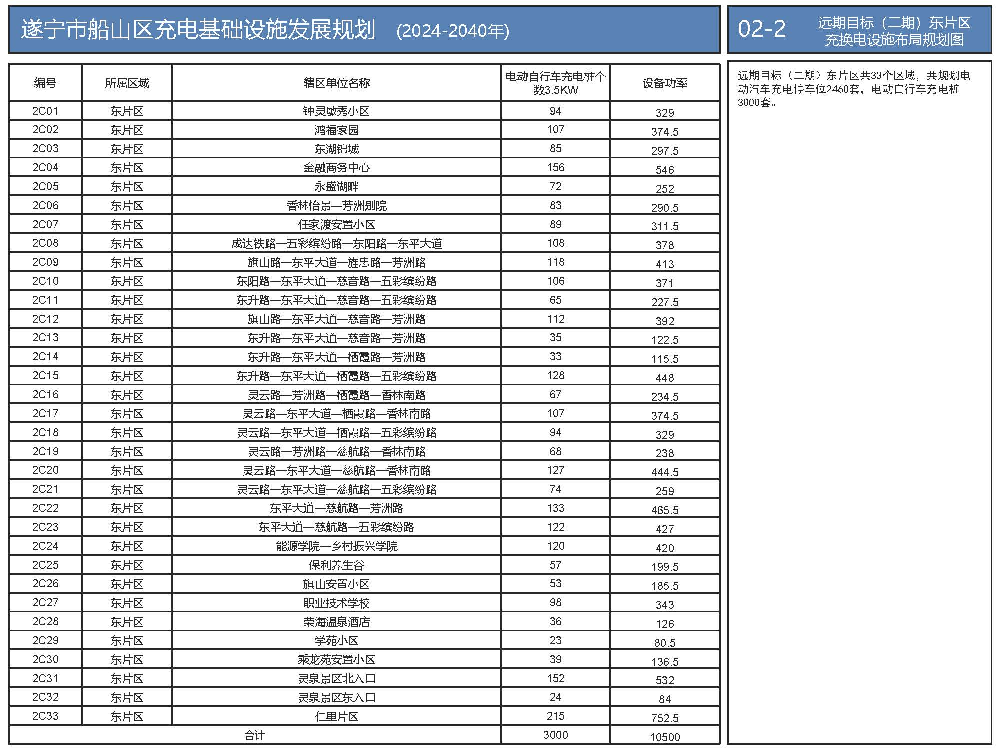 遂宁市船山区充电基础设施发展规划 (2024-2040年)
02-2 远期目标（二期）东片区
充换电设施布局规划图
编号 所属区域 辖区单位名称 电动自行车充电桩个数3.5KW 设备功率
2C01 东片区 钟灵敏秀小区 94 329
2C02 东片区 鸿福家园 107 374.5
2C03 东片区 东湖锦城 85 297.5
2C04 东片区 金融商务中心 156 546
2C05 东片区 永盛湖畔 72 252
2C06 东片区 香林怡景—芳洲别院 83 290.5
2C07 东片区 任家渡安置小区 89 311.5
2C08 东片区 成达铁路—五彩缤纷路—东阳路—东平大道 108 378
2C09 东片区 旗山路—东平大道—旌忠路—芳洲路 118 413
2C10 东片区 东阳路—东平大道—慈音路—五彩缤纷路 106 371
2C11 东片区 东升路—东平大道—慈音路—五彩缤纷路 65 227.5
2C12 东片区 旗山路—东平大道—慈音路—芳洲路 112 392
2C13 东片区 东升路—东平大道—慈音路—芳洲路 35 122.5
2C14 东片区 东升路—东平大道—栖霞路—芳洲路 33 115.5
2C15 东片区 东升路—东平大道—栖霞路—五彩缤纷路 128 448
2C16 东片区 灵云路—芳洲路—栖霞路—香林南路 67 234.5
2C17 东片区 灵云路—东平大道—栖霞路—香林南路 107 374.5
2C18 东片区 灵云路—东平大道—栖霞路—五彩缤纷路 94 329
2C19 东片区 灵云路—芳洲路—慈航路—香林南路 68 238
2C20 东片区 灵云路—东平大道—慈航路—香林南路 127 444.5
2C21 东片区 灵云路—东平大道—慈航路—五彩缤纷路 74 259
2C22 东片区 东平大道—慈航路—芳洲路 133 465.5
2C23 东片区 东平大道—慈航路—五彩缤纷路 122 427
2C24 东片区 能源学院—乡村振兴学院 120 420
2C25 东片区 保利养生谷 57 199.5
2C26 东片区 旗山安置小区 53 185.5
2C27 东片区 职业技术学校 98 343
2C28 东片区 荣海温泉酒店 36 126
2C29 东片区 学苑小区 23 80.5
2C30 东片区 乘龙苑安置小区 39 136.5
2C31 东片区 灵泉景区北入口 152 532
2C32 东片区 灵泉景区东入口 24 84
2C33 东片区 仁里片区 215 752.5
合计 3000 10500
远期目标（二期）东片区共33个区域，共规划电
动汽车充电停车位2460套，电动自行车充电桩
3000套。